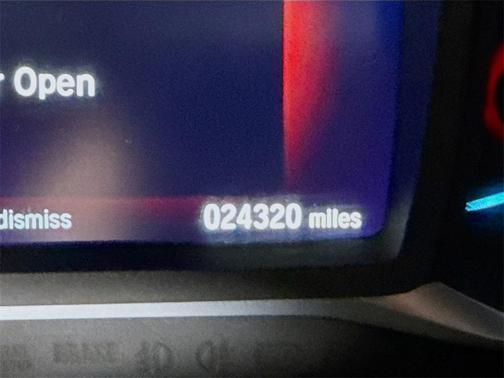 r Open
dismiss 024320 miles